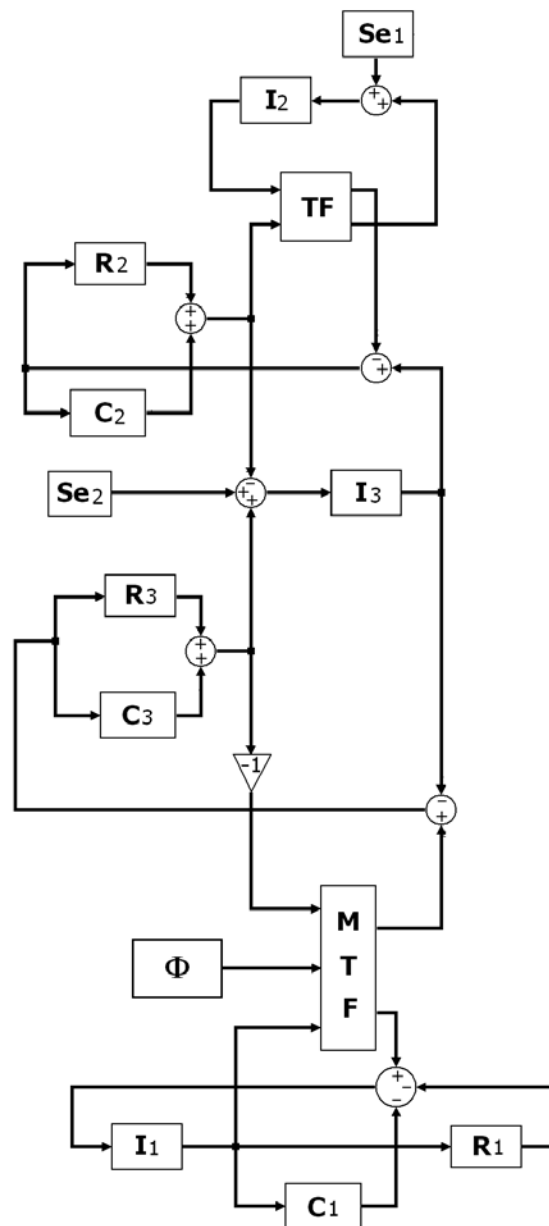 Se1
+
+
I2
TF
R2
+
+
-
+
C2
-
+
+
Se2
I3
R3
+
+
C3
-1
-
+
M
T
F
Φ
+
-
-
I1
R1
C1